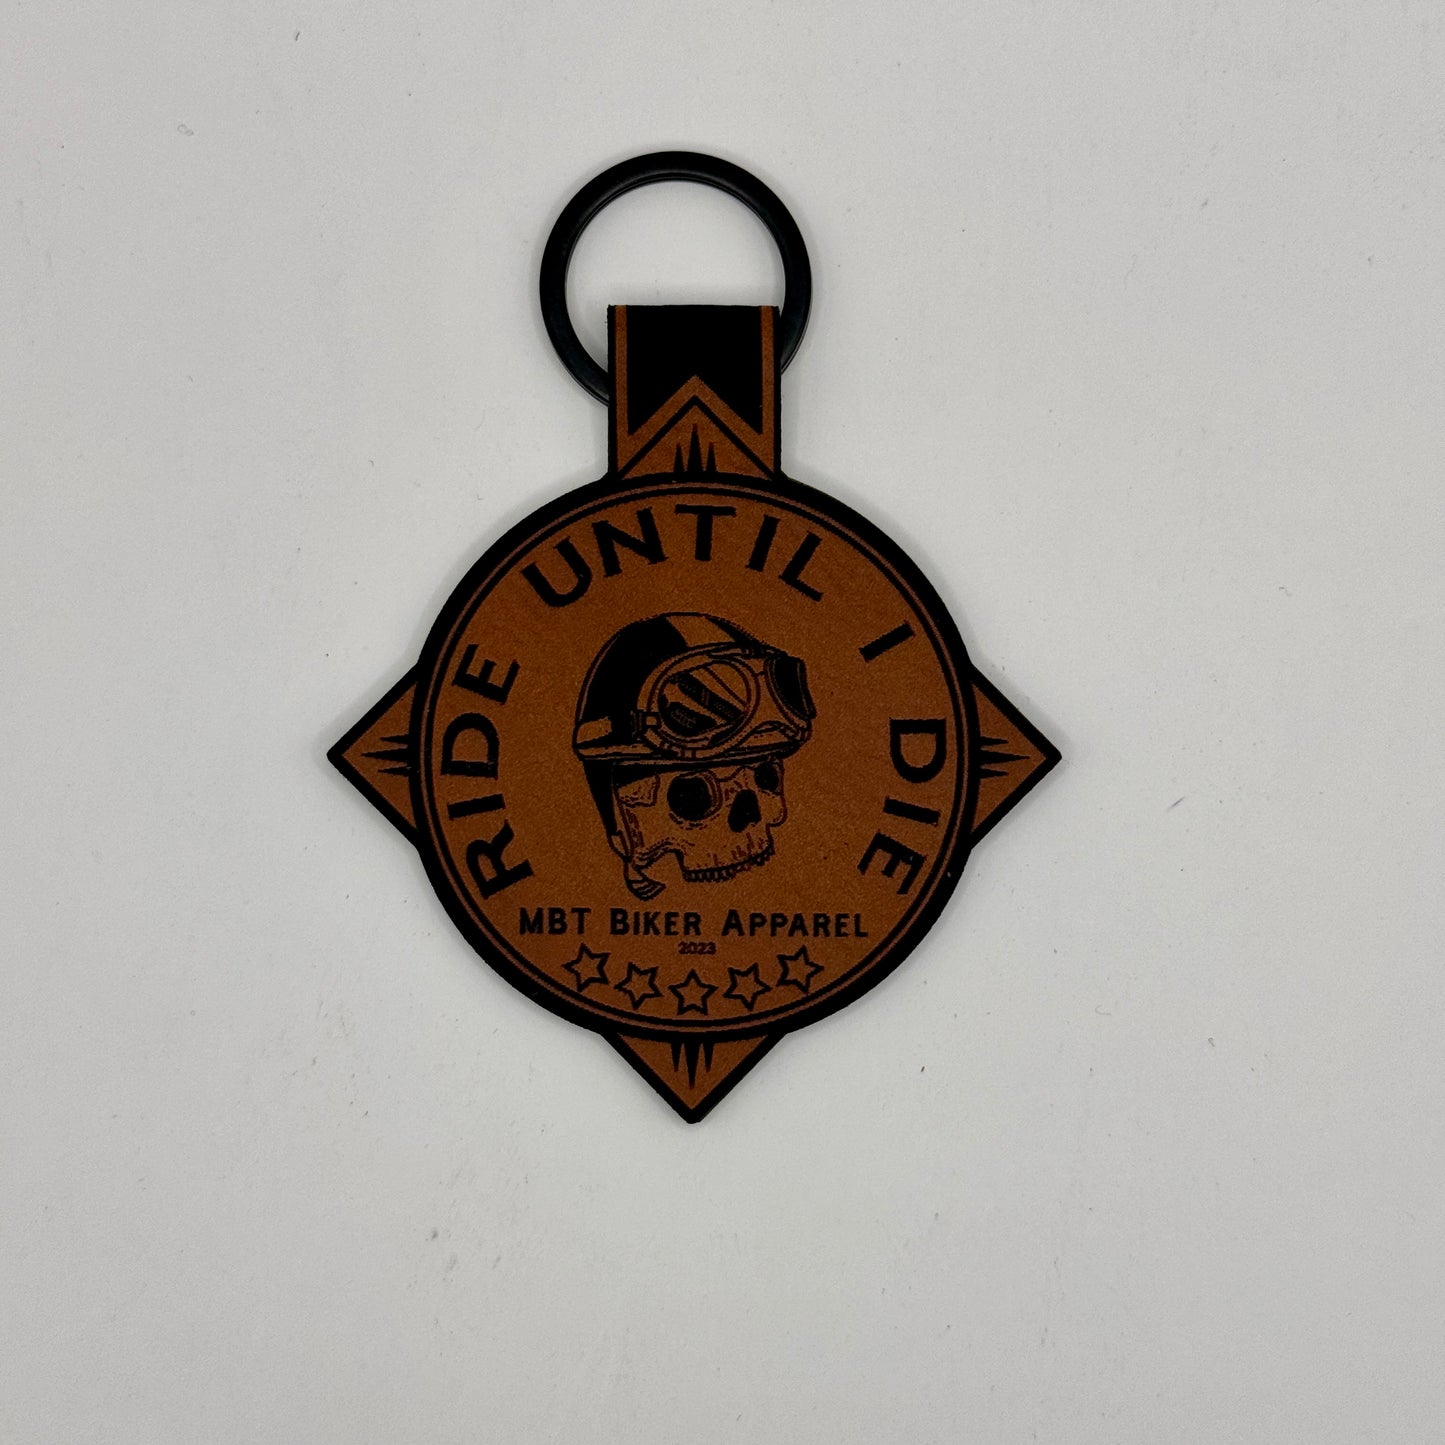 RIDE UNTIL I DIE
MBT BIKER APPAREL
2023